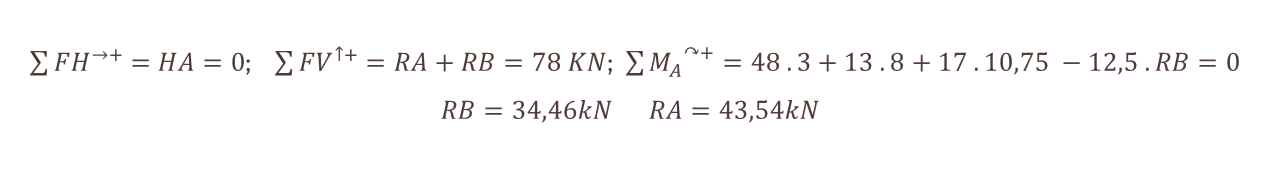 ∑ FH→+ = HA = 0; ∑ FV↑+ = RA + RB = 78 KN; ∑ M_A↷+ = 48 . 3 + 13 . 8 + 17 . 10,75 − 12,5 . RB = 0
RB = 34,46kN RA = 43,54kN